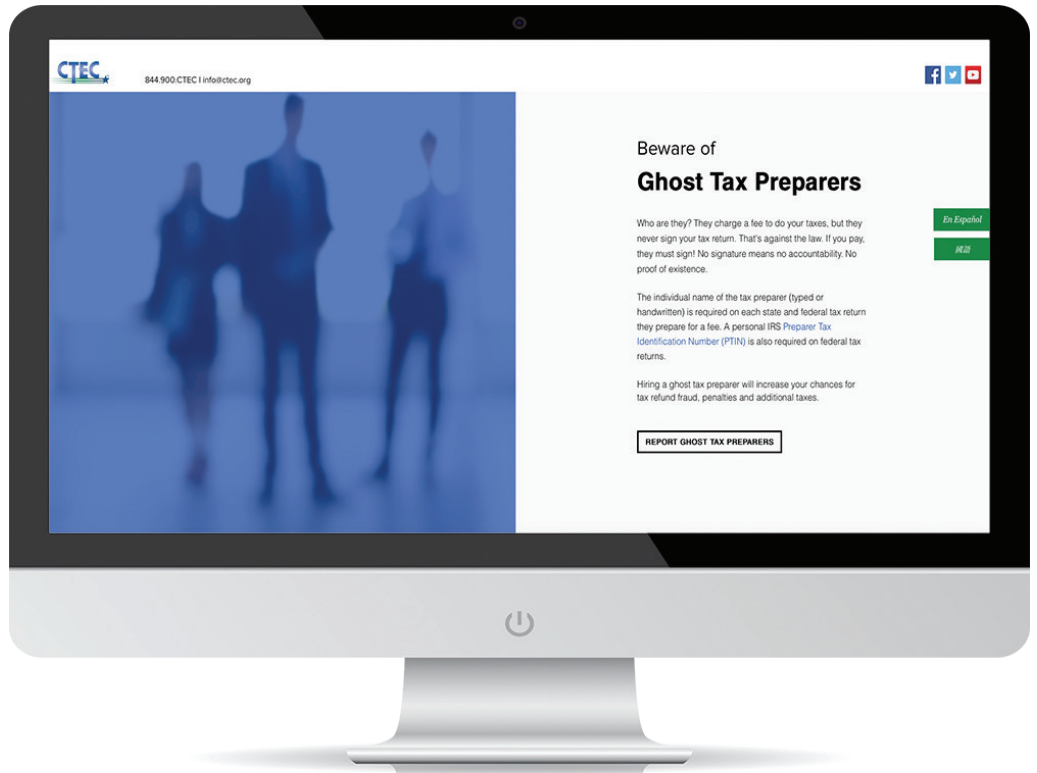 CTEC
844.900.CTEC I info@ctec.org
Beware of
Ghost Tax Preparers
Who are they? They charge a fee to do your taxes, but they
never sign your tax return. That's against the law. If you pay,
they must sign! No signature means no accountability. No
proof of existence.
The individual name of the tax preparer (typed or
handwritten) is required on each state and federal tax return
they prepare for a fee. A personal IRS Preparer Tax
Identification Number (PTIN) is also required on federal tax
returns.
Hiring a ghost tax preparer will increase your chances for
tax refund fraud, penalties and additional taxes.
REPORT GHOST TAX PREPARERS
En Español